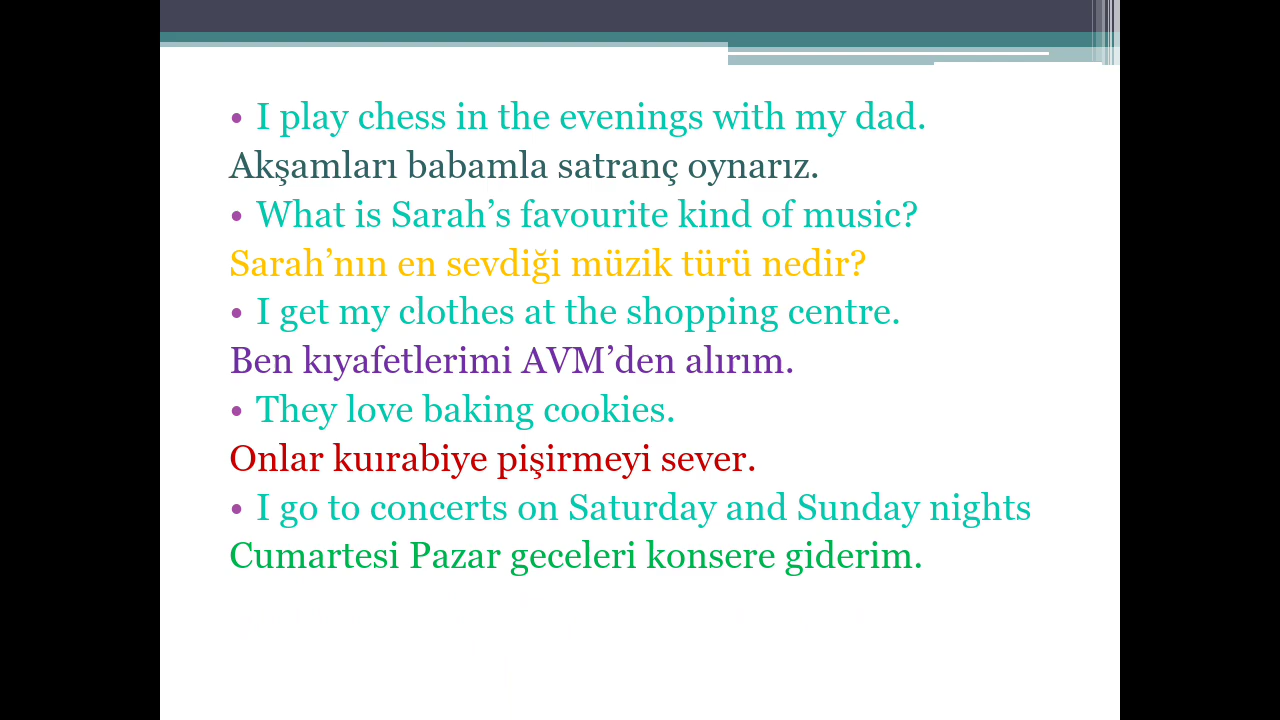 • I play chess in the evenings with my dad.
Akşamları babamla satranç oynarız.
• What is Sarah’s favourite kind of music?
Sarah’nın en sevdiği müzik türü nedir?
• I get my clothes at the shopping centre.
Ben kıyafetlerimi AVM’den alırım.
• They love baking cookies.
Onlar kuırabiye pişirmeyi sever.
• I go to concerts on Saturday and Sunday nights
Cumartesi Pazar geceleri konsere giderim.